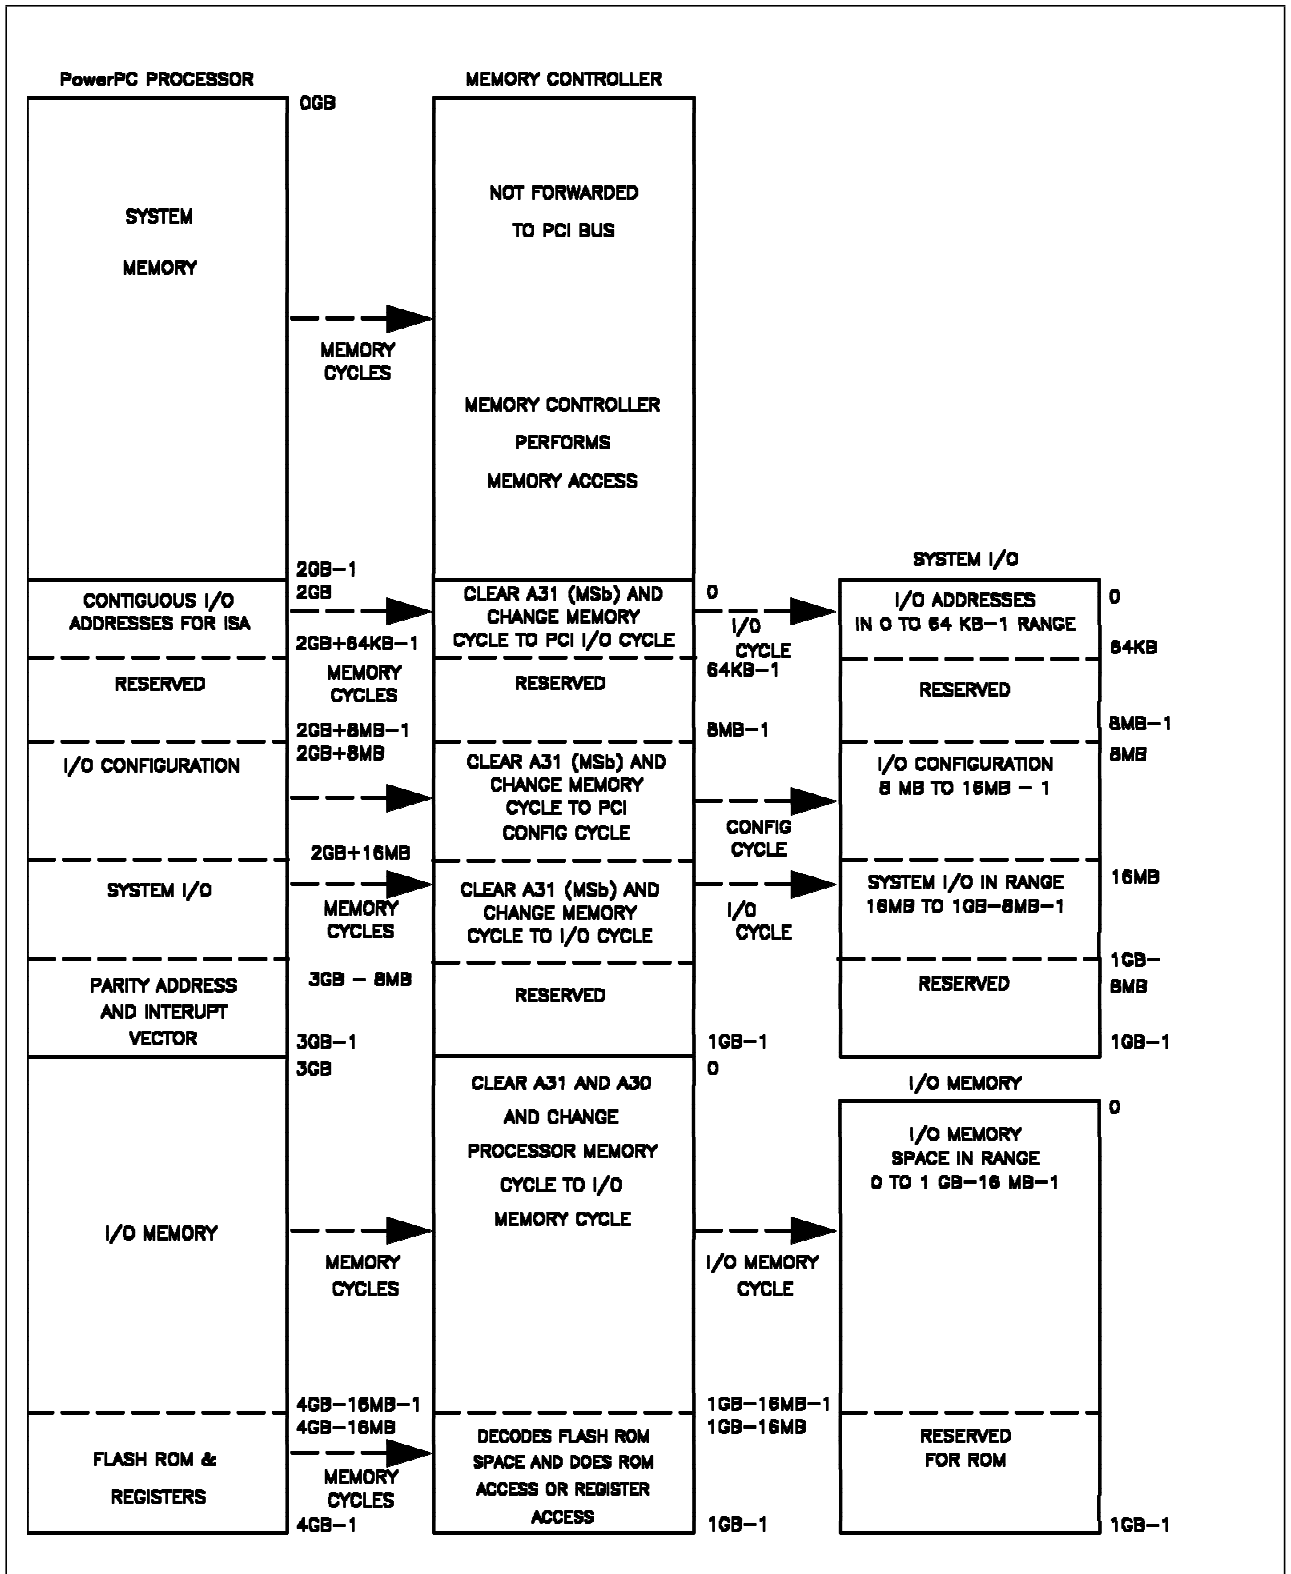 PowerPC PROCESSOR
MEMORY CONTROLLER
0GB
SYSTEM
MEMORY
NOT FORWARDED
TO PCI BUS
MEMORY
CYCLES
MEMORY CONTROLLER
PERFORMS
MEMORY ACCESS
2GB-1
SYSTEM I/O
CONTIGUOUS I/O
ADDRESSES FOR ISA
2GB
2GB+64KB-1
CLEAR A31 (MSb) AND
CHANGE MEMORY
CYCLE TO PCI I/O CYCLE
0
I/O
CYCLE
64KB-1
I/O ADDRESSES
IN 0 TO 64 KB-1 RANGE
0
64KB
RESERVED
MEMORY
CYCLES
2GB+8MB-1
RESERVED
8MB-1
RESERVED
8MB-1
I/O CONFIGURATION
2GB+8MB
CLEAR A31 (MSb) AND
CHANGE MEMORY
CYCLE TO PCI
CONFIG CYCLE
CONFIG
CYCLE
I/O CONFIGURATION
8 MB TO 16MB - 1
8MB
2GB+16MB
SYSTEM I/O
MEMORY
CYCLES
CLEAR A31 (MSb) AND
CHANGE MEMORY
CYCLE TO I/O CYCLE
I/O
CYCLE
SYSTEM I/O IN RANGE
16MB TO 1GB-8MB-1
16MB
PARITY ADDRESS
AND INTERUPT
VECTOR
3GB - 8MB
3GB-1
RESERVED
1GB-1
RESERVED
1GB-
8MB
1GB-1
3GB
CLEAR A31 AND A30
AND CHANGE
PROCESSOR MEMORY
CYCLE TO I/O
MEMORY CYCLE
0
I/O MEMORY
0
I/O MEMORY
SPACE IN RANGE
0 TO 1 GB-16 MB-1
I/O MEMORY
MEMORY
CYCLES
I/O MEMORY
CYCLE
4GB-16MB-1
1GB-16MB-1
FLASH ROM &
REGISTERS
4GB-16MB
MEMORY
CYCLES
4GB-1
DECODES FLASH ROM
SPACE AND DOES ROM
ACCESS OR REGISTER
ACCESS
1GB-16MB
1GB-1
RESERVED
FOR ROM
1GB-1